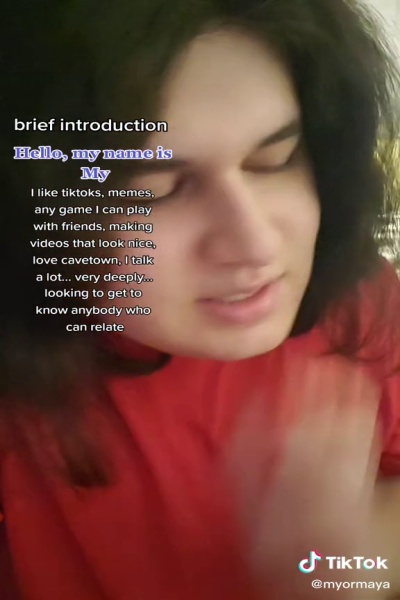 brief introduction
Hello, my name is
My
I like tiktoks, memes,
any game I can play
with friends, making
videos that look nice,
love cavetown, I talk
a lot... very deeply...
looking to get to
know anybody who
can relate
TikTok
@myormaya